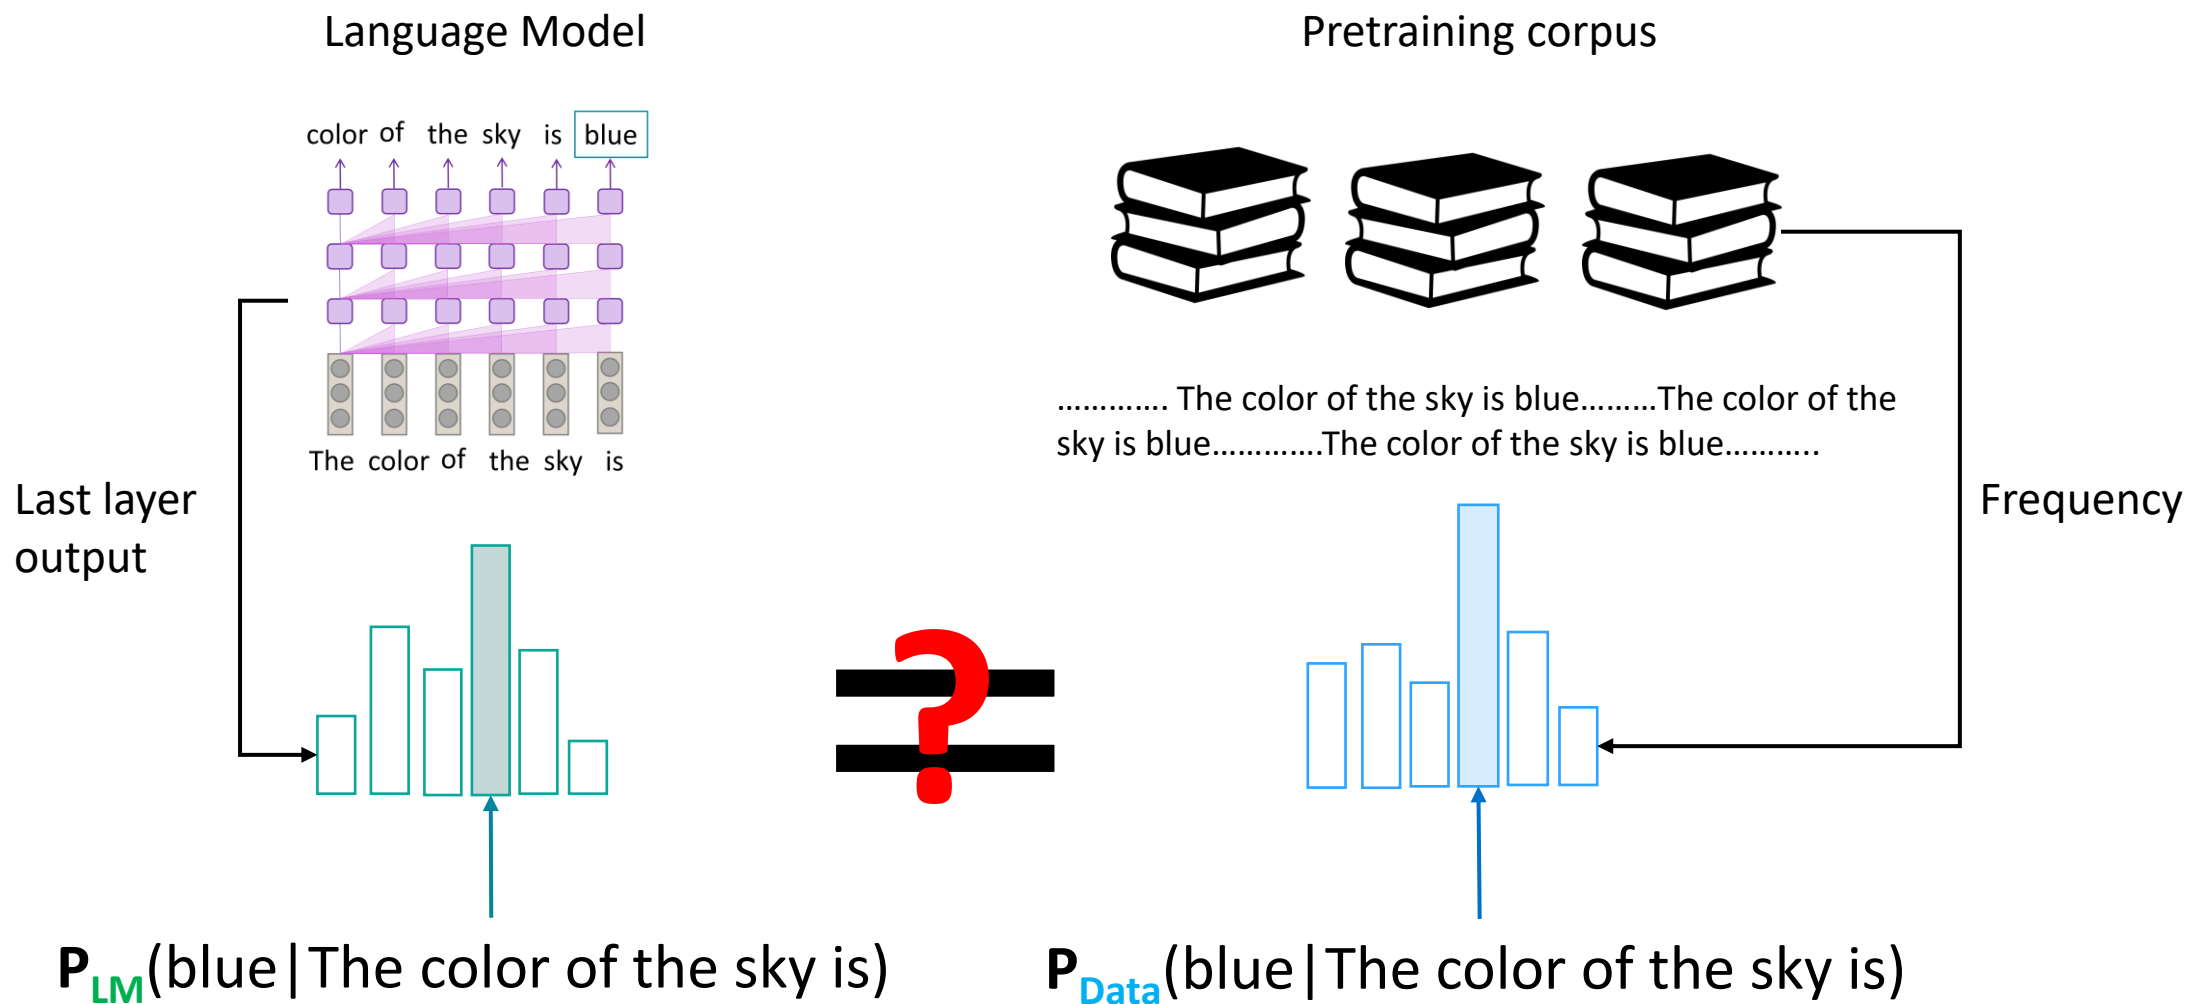 Language Model
Pretraining corpus
color of the sky is blue
The color of the sky is
…………. The color of the sky is blue………The color of the
sky is blue………….The color of the sky is blue………..
Last layer
output
Frequency
?
P_LM(blue|The color of the sky is)
P_Data(blue|The color of the sky is)